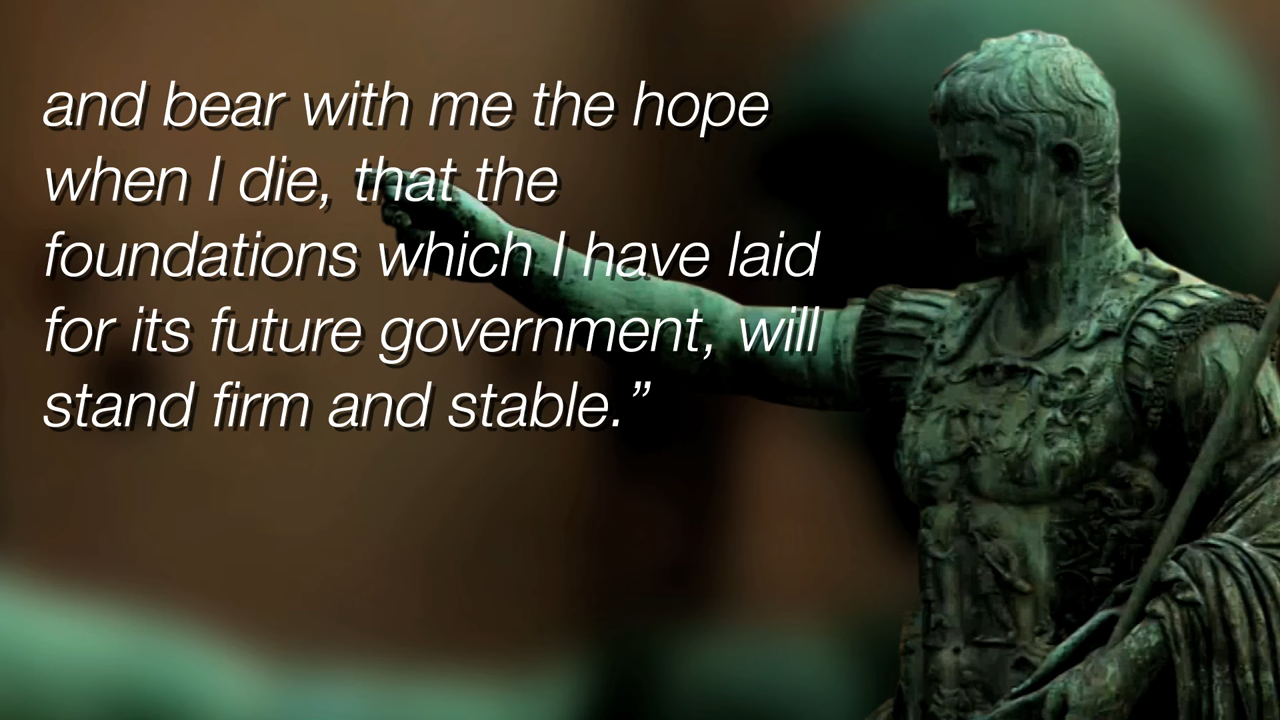 and bear with me the hope
when I die, that the
foundations which I have laid
for its future government, will
stand firm and stable.”